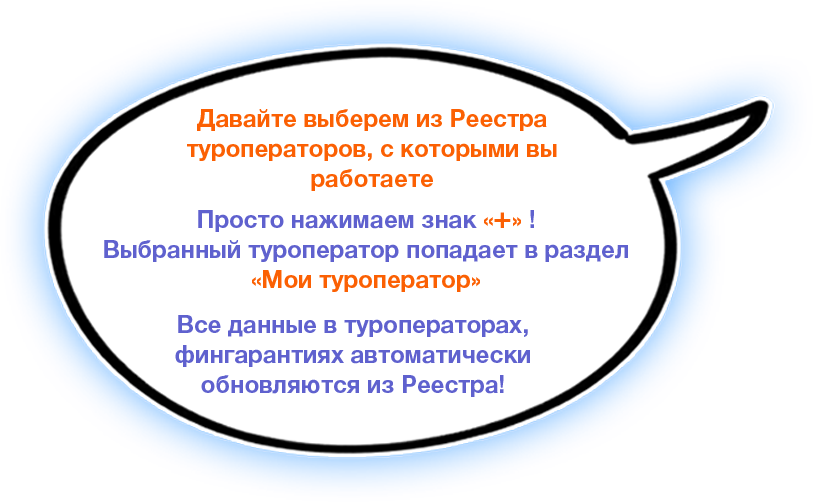 Давайте выберем из Реестра
туроператоров, с которыми вы
работаете
Просто нажимаем знак «+» !
Выбранный туроператор попадает в раздел
«Мои туроператор»
Все данные в туроператорах,
фингарантиях автоматически
обновляются из Реестра!